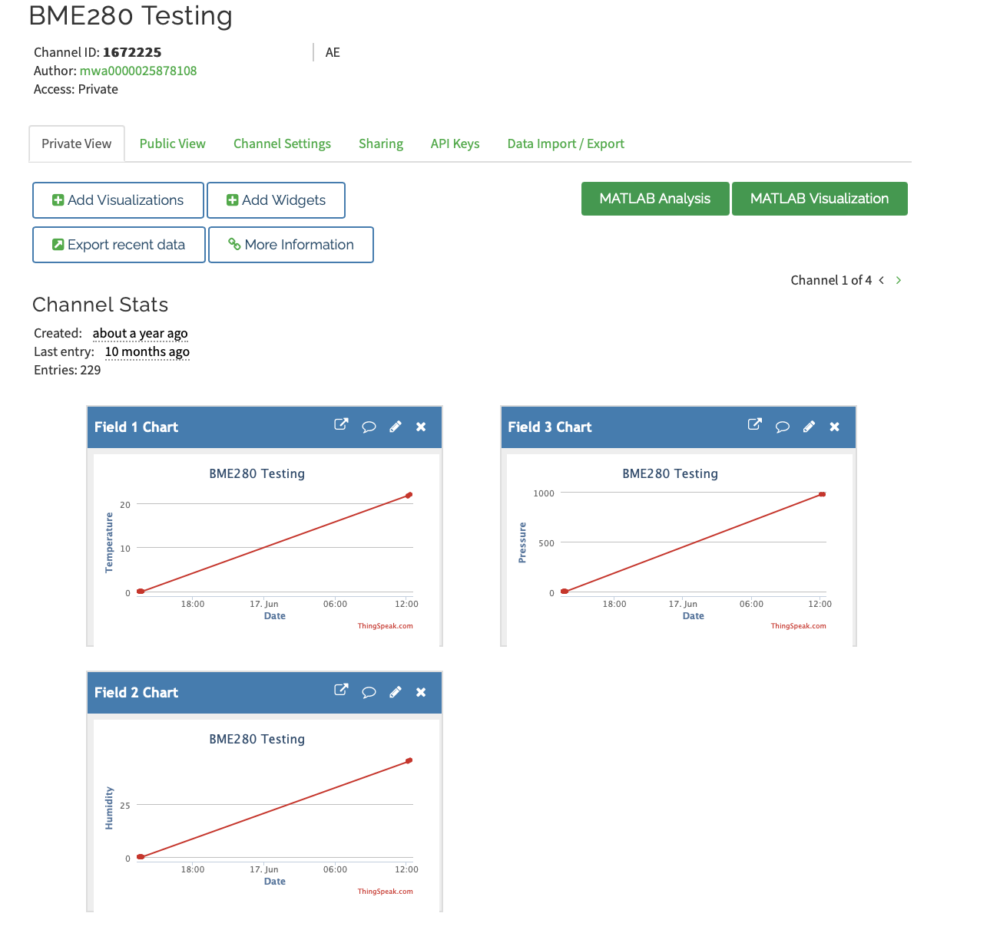 BME280 Testing
Channel ID: 1672225
AE
Author: mwa0000025878108
Access: Private
Private View
Public View
Channel Settings
Sharing
API Keys
Data Import / Export
Add Visualizations
Add Widgets
MATLAB Analysis
MATLAB Visualization
Export recent data
More Information
Channel 1 of 4
Channel Stats
Created: about a year ago
Last entry: 10 months ago
Entries: 229
Field 1 Chart
BME280 Testing
Temperature
20
10
0
18:00
17. Jun
06:00
12:00
Date
ThingSpeak.com
Field 3 Chart
BME280 Testing
Pressure
1000
500
0
18:00
17. Jun
06:00
12:00
Date
ThingSpeak.com
Field 2 Chart
BME280 Testing
Humidity
25
0
18:00
17. Jun
06:00
12:00
Date
ThingSpeak.com